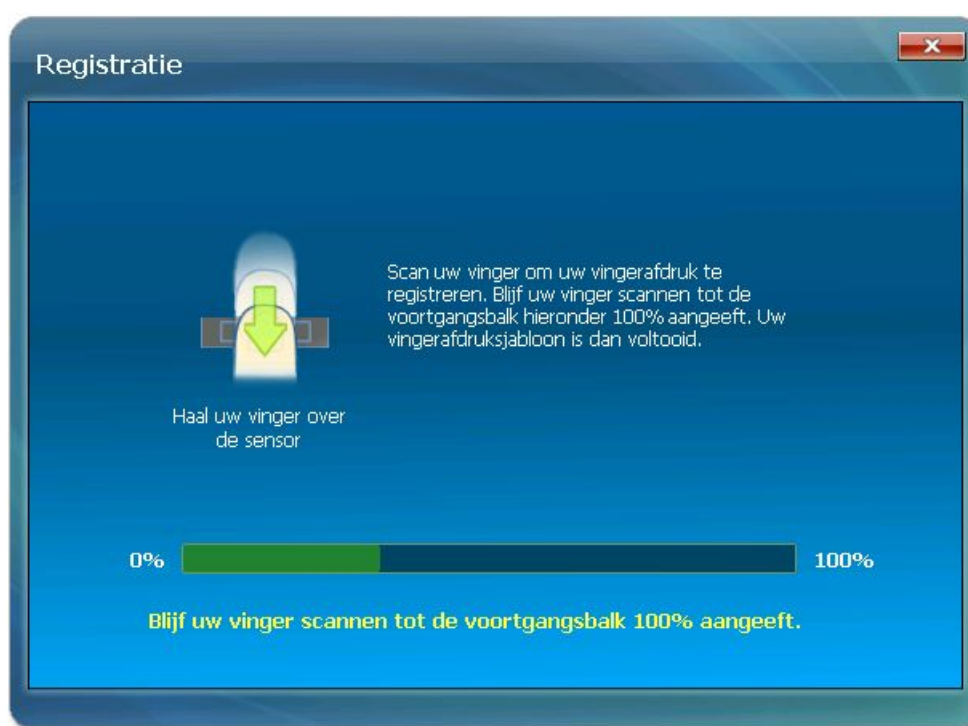 Registratie
Scan uw vinger om uw vingerafdruk te
registreren. Blijf uw vinger scannen tot de
voortgangsbalk hieronder 100% aangeeft. Uw
vingerafdruksjabloon is dan voltooid.
Haal uw vinger over
de sensor
0% 100%
Blijf uw vinger scannen tot de voortgangsbalk 100% aangeeft.